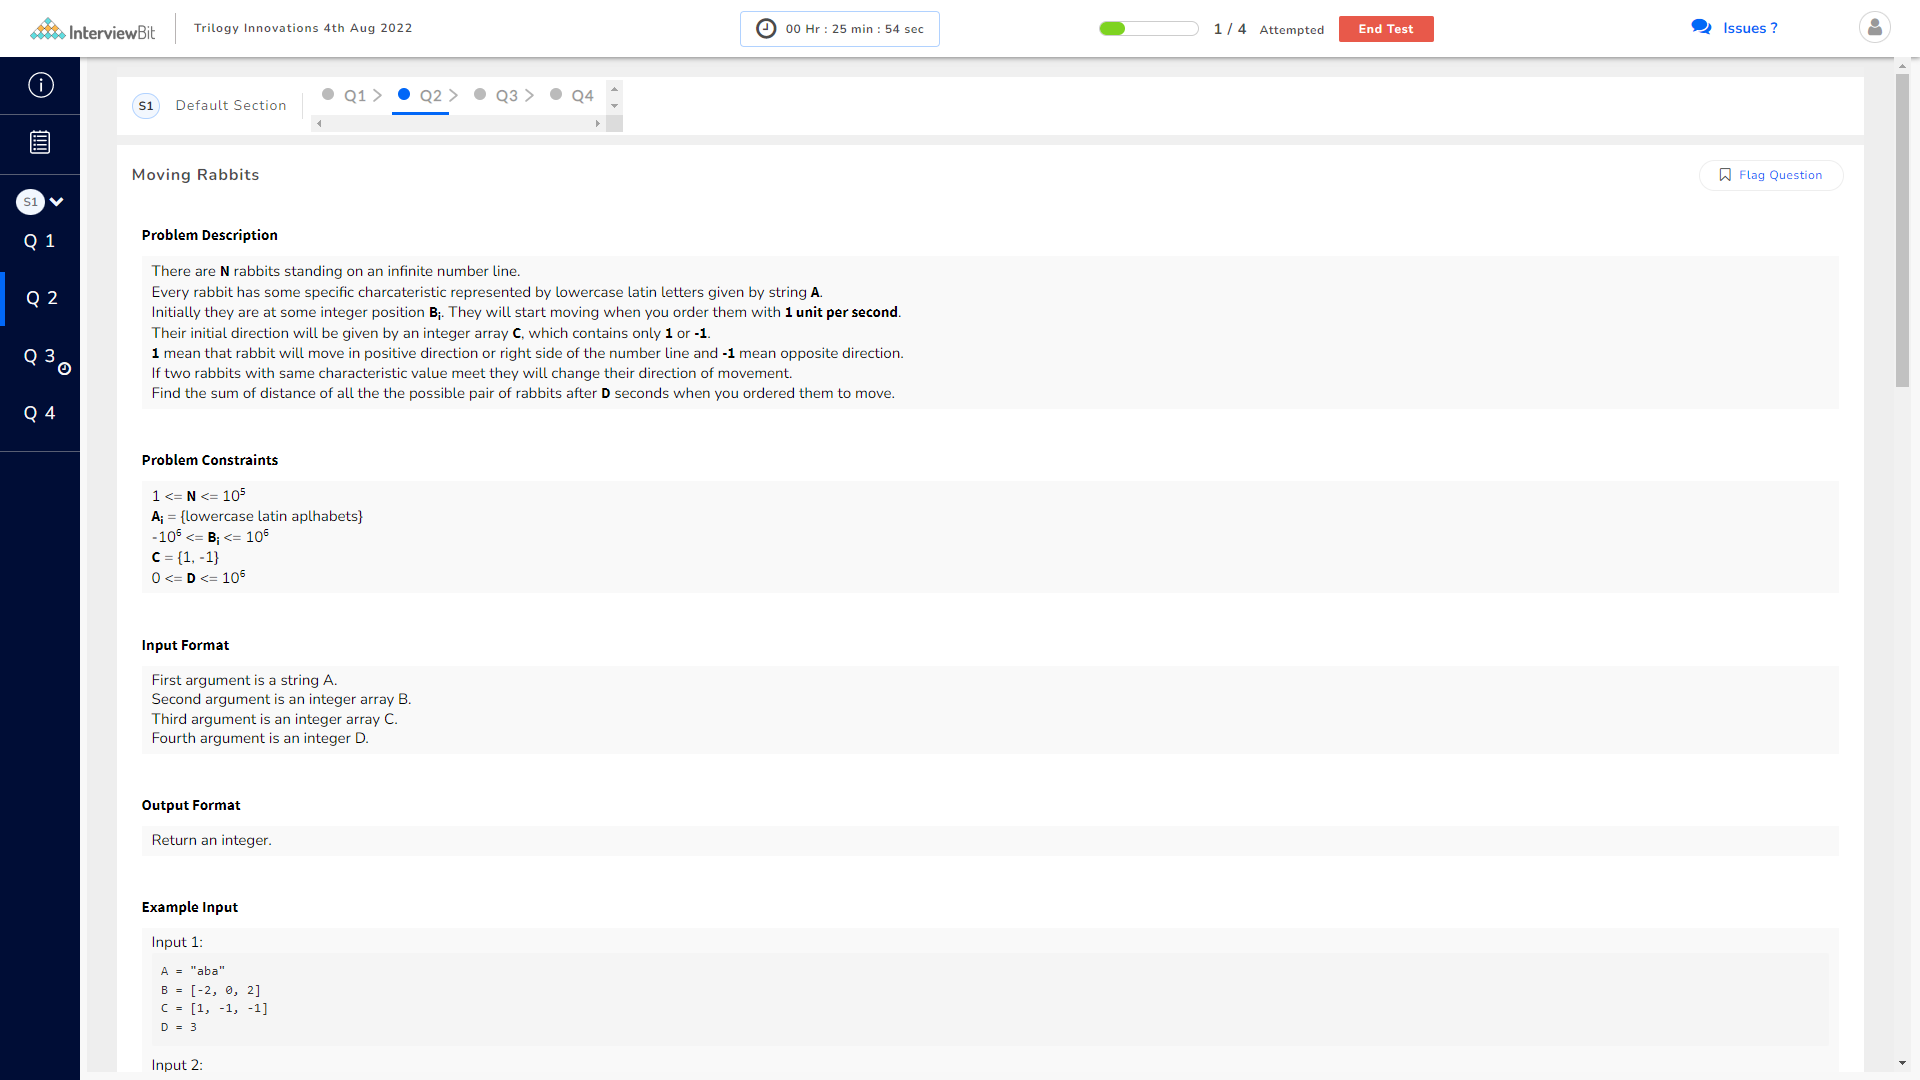 InterviewBit
Trilogy Innovations 4th Aug 2022
00 Hr : 25 min : 54 sec
1 / 4 Attempted
End Test
Issues ?
S1
Q 1
Q 2
Q 3
Q 4
S1 Default Section Q1 Q2 Q3 Q4
Moving Rabbits
Flag Question
Problem Description
There are N rabbits standing on an infinite number line.
Every rabbit has some specific charcateristic represented by lowercase latin letters given by string A.
Initially they are at some integer position Bi. They will start moving when you order them with 1 unit per second.
Their initial direction will be given by an integer array C, which contains only 1 or -1.
1 mean that rabbit will move in positive direction or right side of the number line and -1 mean opposite direction.
If two rabbits with same characteristic value meet they will change their direction of movement.
Find the sum of distance of all the the possible pair of rabbits after D seconds when you ordered them to move.
Problem Constraints
1 <= N <= 10^5
Ai = {lowercase latin aplhabets}
-10^6 <= Bi <= 10^6
C = {1, -1}
0 <= D <= 10^6
Input Format
First argument is a string A.
Second argument is an integer array B.
Third argument is an integer array C.
Fourth argument is an integer D.
Output Format
Return an integer.
Example Input
Input 1:
A = "aba"
B = [-2, 0, 2]
C = [1, -1, -1]
D = 3
Input 2: